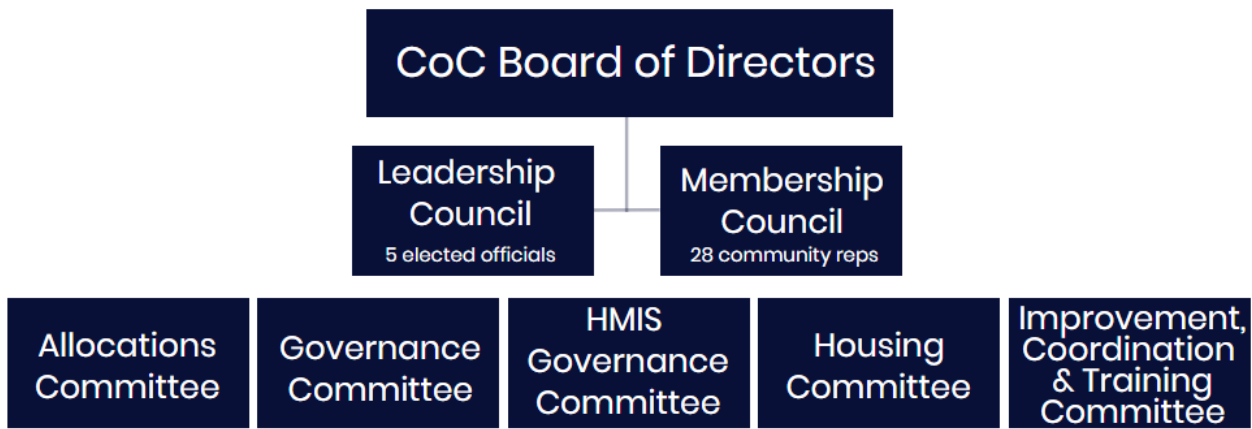 CoC Board of Directors
Leadership
Council
5 elected officials
Membership
Council
28 community reps
Allocations
Committee
Governance
Committee
HMIS
Governance
Committee
Housing
Committee
Improvement,
Coordination
& Training
Committee